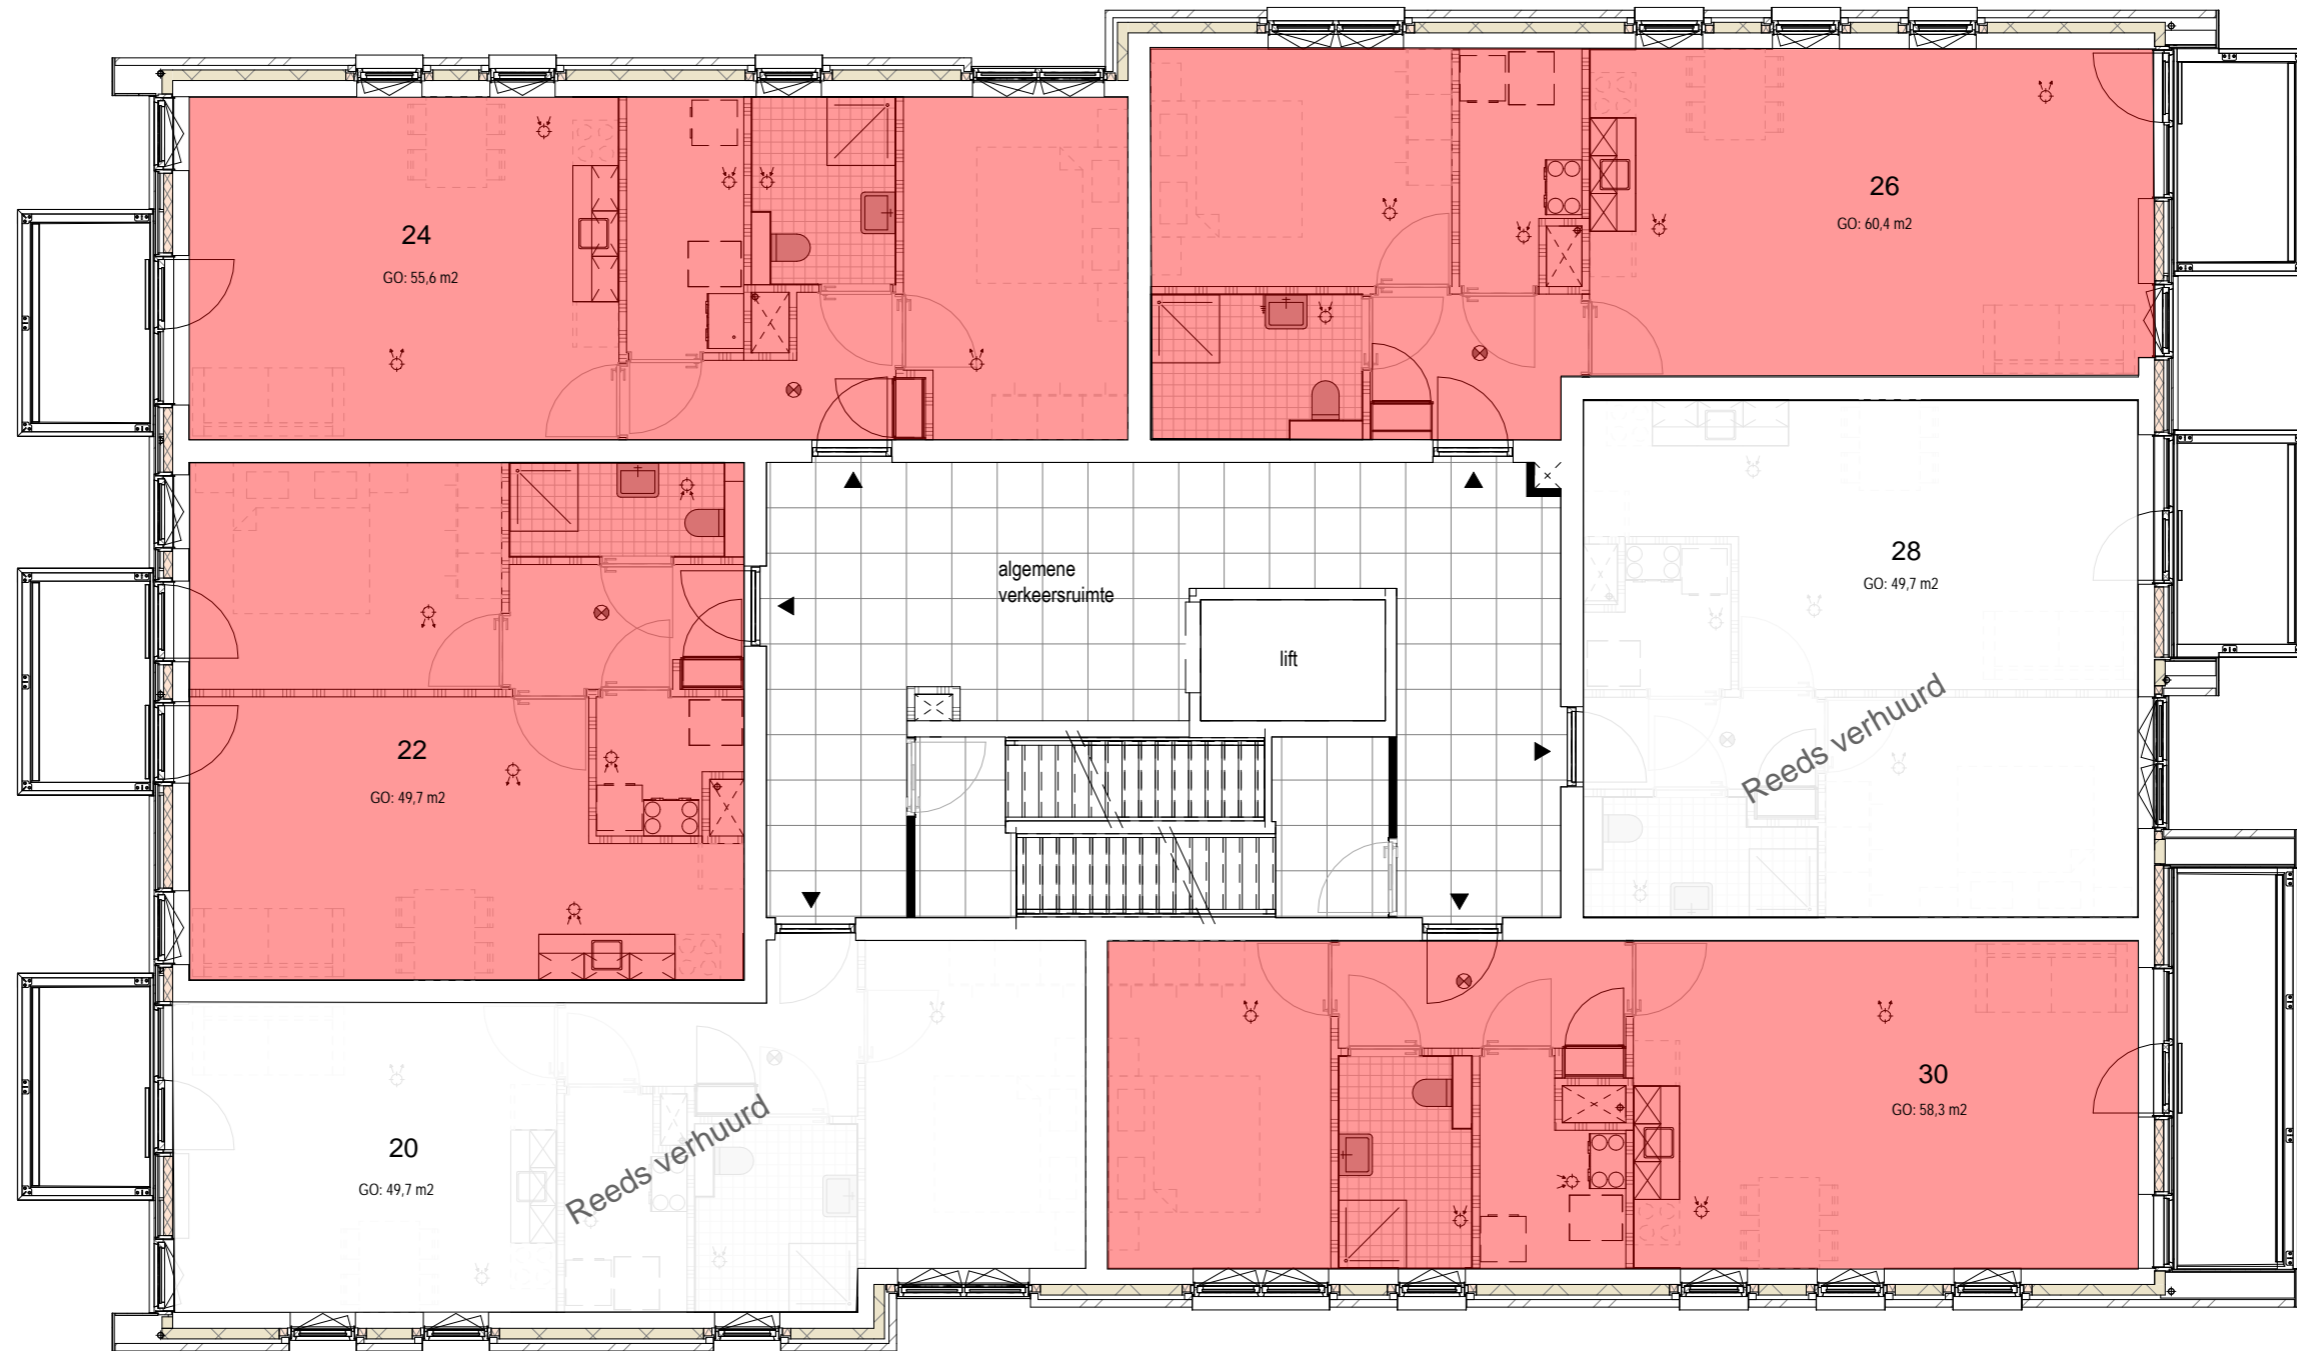 24
GO: 55,6 m2
26
GO: 60,4 m2
algemene
verkeersruimte
lift
28
GO: 49,7 m2
Reeds verhuurd
22
GO: 49,7 m2
20
GO: 49,7 m2
Reeds verhuurd
30
GO: 58,3 m2